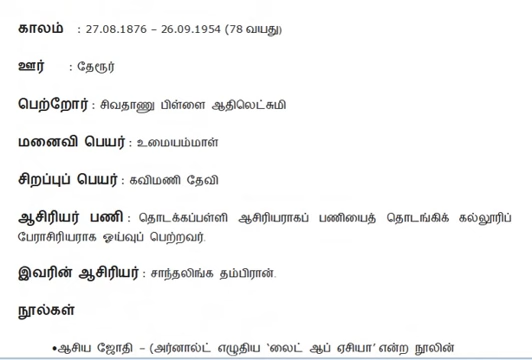 காலம் : 27.08.1876 – 26.09.1954 (78 வயது)
ஊர் : தேரூர்
பெற்றோர் : சிவதாணு பிள்ளை ஆதிலெட்சுமி
மனைவி பெயர் : உமையம்மாள்
சிறப்புப் பெயர் : கவிமணி தேவி
ஆசிரியர் பணி : தொடக்கப்பள்ளி ஆசிரியராகப் பணியைத் தொடங்கிக் கல்லூரிப்
பேராசிரியராக ஓய்வுப் பெற்றவர்.
இவரின் ஆசிரியர் : சாந்தலிங்க தம்பிரான்.
நூல்கள்
•ஆசிய ஜோதி – (அர்னால்ட் எழுதிய ‘லைட் ஆப் ஏசியா’ என்ற நூலின்